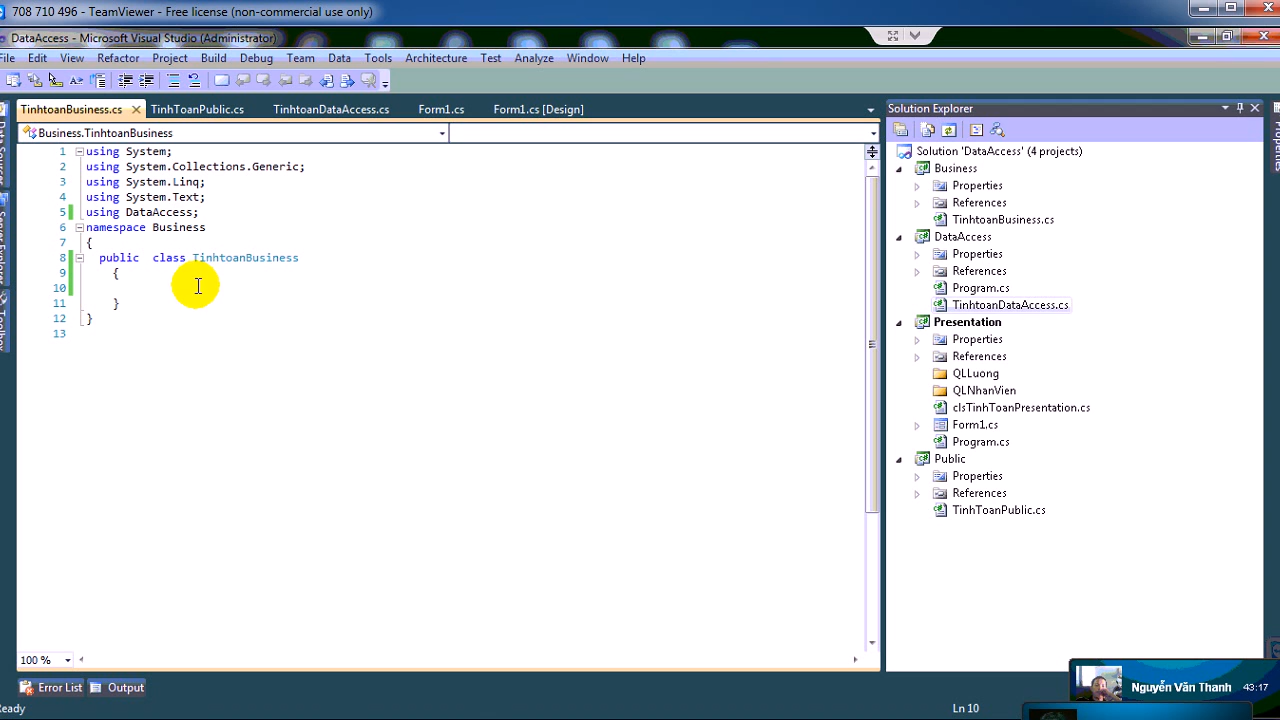 708 710 496 - TeamViewer - Free license (non-commercial use only)
DataAccess - Microsoft Visual Studio (Administrator)
File Edit View Refactor Project Build Debug Team Data Tools Architecture Test Analyze Window Help
TinhtoanBusiness.cs TinhToanPublic.cs TinhtoanDataAccess.cs Form1.cs Form1.cs [Design]
Business.TinhtoanBusiness
1 using System;
2 using System.Collections.Generic;
3 using System.Linq;
4 using System.Text;
5 using DataAccess;
6 namespace Business
7 {
8 public class TinhtoanBusiness
9 {
10
11 }
12 }
13
100 %
Error List Output
Ready
Ln 10
Data Sources
Server Explorer
Toolbox
Solution Explorer
Solution 'DataAccess' (4 projects)
Business
Properties
References
TinhtoanBusiness.cs
DataAccess
Properties
References
Program.cs
TinhtoanDataAccess.cs
Presentation
Properties
References
QLLuong
QLNhanVien
clsTinhToanPresentation.cs
Form1.cs
Program.cs
Public
Properties
References
TinhToanPublic.cs
Nguyễn Văn Thanh 43:17